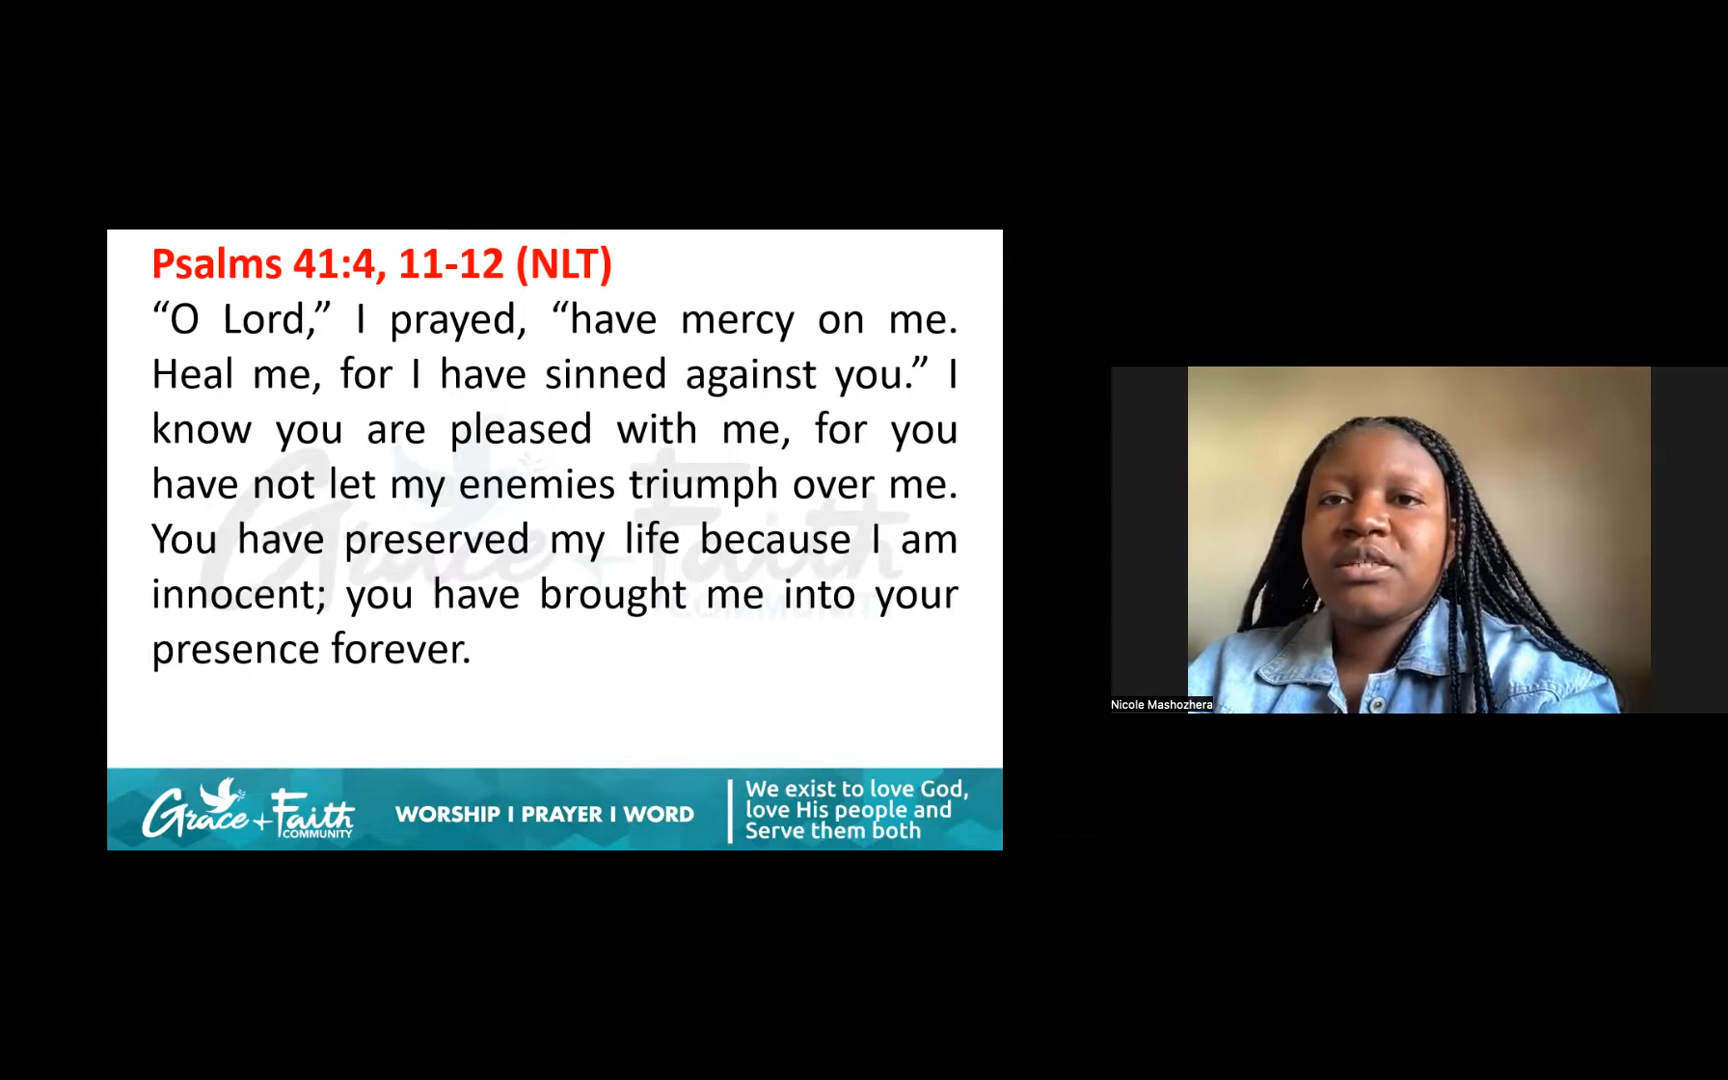 Psalms 41:4, 11-12 (NLT)
“O Lord,” I prayed, “have mercy on me.
Heal me, for I have sinned against you.” I
know you are pleased with me, for you
have not let my enemies triumph over me.
You have preserved my life because I am
innocent; you have brought me into your
presence forever.
Grace + Faith
COMMUNITY
Grace + Faith
COMMUNITY
WORSHIP I PRAYER I WORD
We exist to love God,
love His people and
Serve them both
Nicole Mashozhera